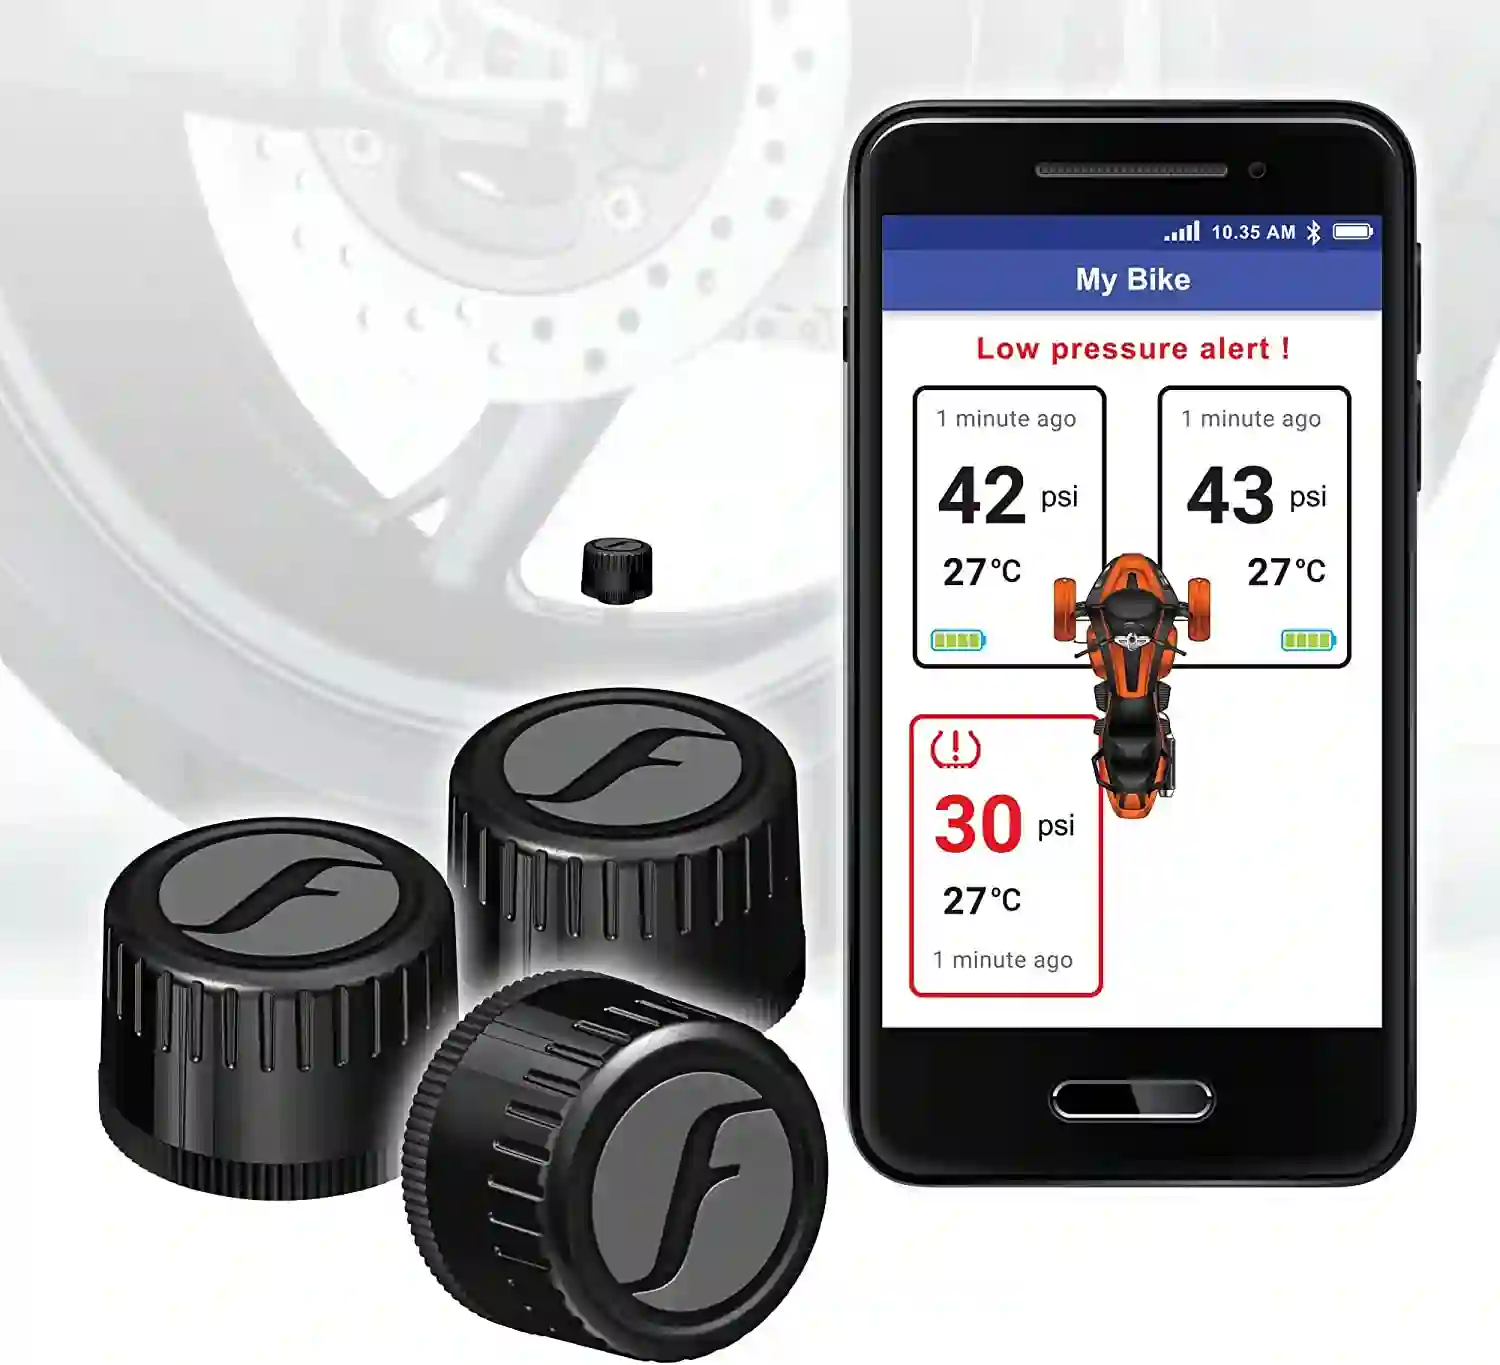 10.35 AM
My Bike
Low pressure alert !
1 minute ago
42 psi
27°C
1 minute ago
43 psi
27°C
30 psi
27°C
1 minute ago